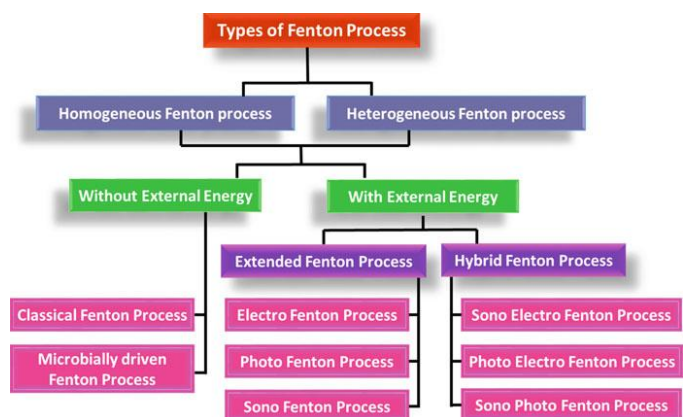 Types of Fenton Process
Homogeneous Fenton process
Heterogeneous Fenton process
Without External Energy
With External Energy
Extended Fenton Process
Hybrid Fenton Process
Classical Fenton Process
Electro Fenton Process
Sono Electro Fenton Process
Microbially driven
Fenton Process
Photo Fenton Process
Photo Electro Fenton Process
Sono Fenton Process
Sono Photo Fenton Process